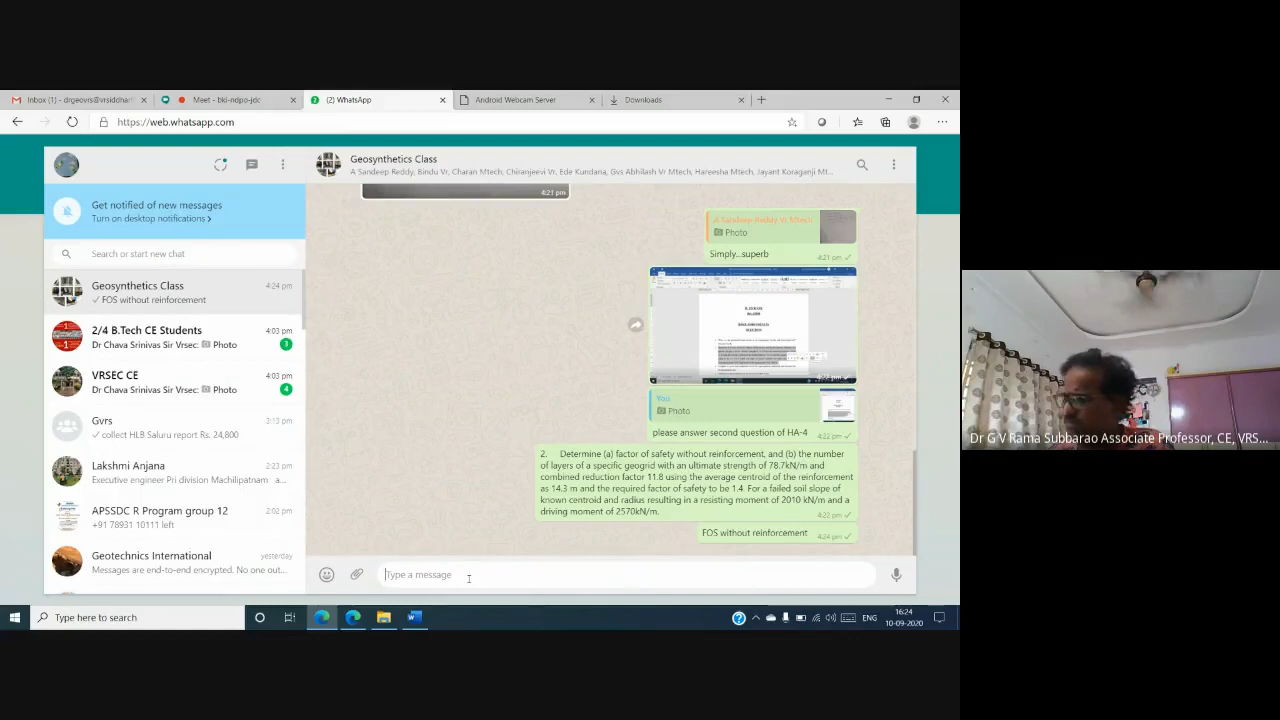 Inbox (1) - drgeovrs@vrsiddhar
Meet - bkf-ndpo-jdc
(2) WhatsApp
Android Webcam Server
Downloads
https://web.whatsapp.com
Geosynthetics Class
A Sandeep Reddy, Bindu Vr, Charan Mtech, Chiranjeevi Vr, Ede Kundana, Gvs Abhilash Vr Mtech, Hareesha Mtech, Jayant Koraganji Mt...
Get notified of new messages
Turn on desktop notifications >
Search or start new chat
Geosynthetics Class
4:24 pm
FOS without reinforcement
2/4 B.Tech CE Students
4:03 pm
Dr Chava Srinivas Sir Vrsec: Photo
3
VRSEC CE
4:03 pm
Dr Chava Srinivas Sir Vrsec: Photo
4
Gvrs
3:13 pm
collect HLB Saluru report Rs. 24,800
Lakshmi Anjana
2:23 pm
Executive engineer Pri division Machilipatnam a...
APSSDC R Program group 12
2:02 pm
+91 78931 10111 left
Geotechnics International
yesterday
Messages are end-to-end encrypted. No one out...
4:21 pm
A Sandeep Reddy Vr Mtech
Photo
Simply...superb
4:21 pm
4:22 pm
You
Photo
please answer second question of HA-4
4:22 pm
2. Determine (a) factor of safety without reinforcement, and (b) the number
of layers of a specific geogrid with an ultimate strength of 78.7kN/m and
combined reduction factor 11.8 using the average centroid of the reinforcement
as 14.3 m and the required factor of safety to be 1.4. For a failed soil slope of
known centroid and radius resulting in a resisting moment of 2010 kN/m and a
driving moment of 2570kN/m.
4:22 pm
FOS without reinforcement
4:24 pm
Type a message
Type here to search
ENG
16:24
10-09-2020
Dr G V Rama Subbarao Associate Professor, CE, VRS...